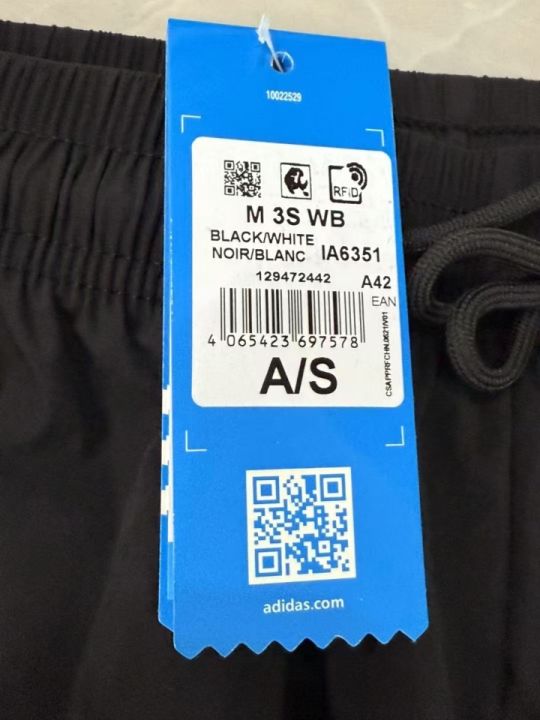 10022529
RFID
M 3S WB
BLACK/WHITE
NOIR/BLANC IA6351
129472442 A42
EAN
4 065423 697578
A/S
adidas.com